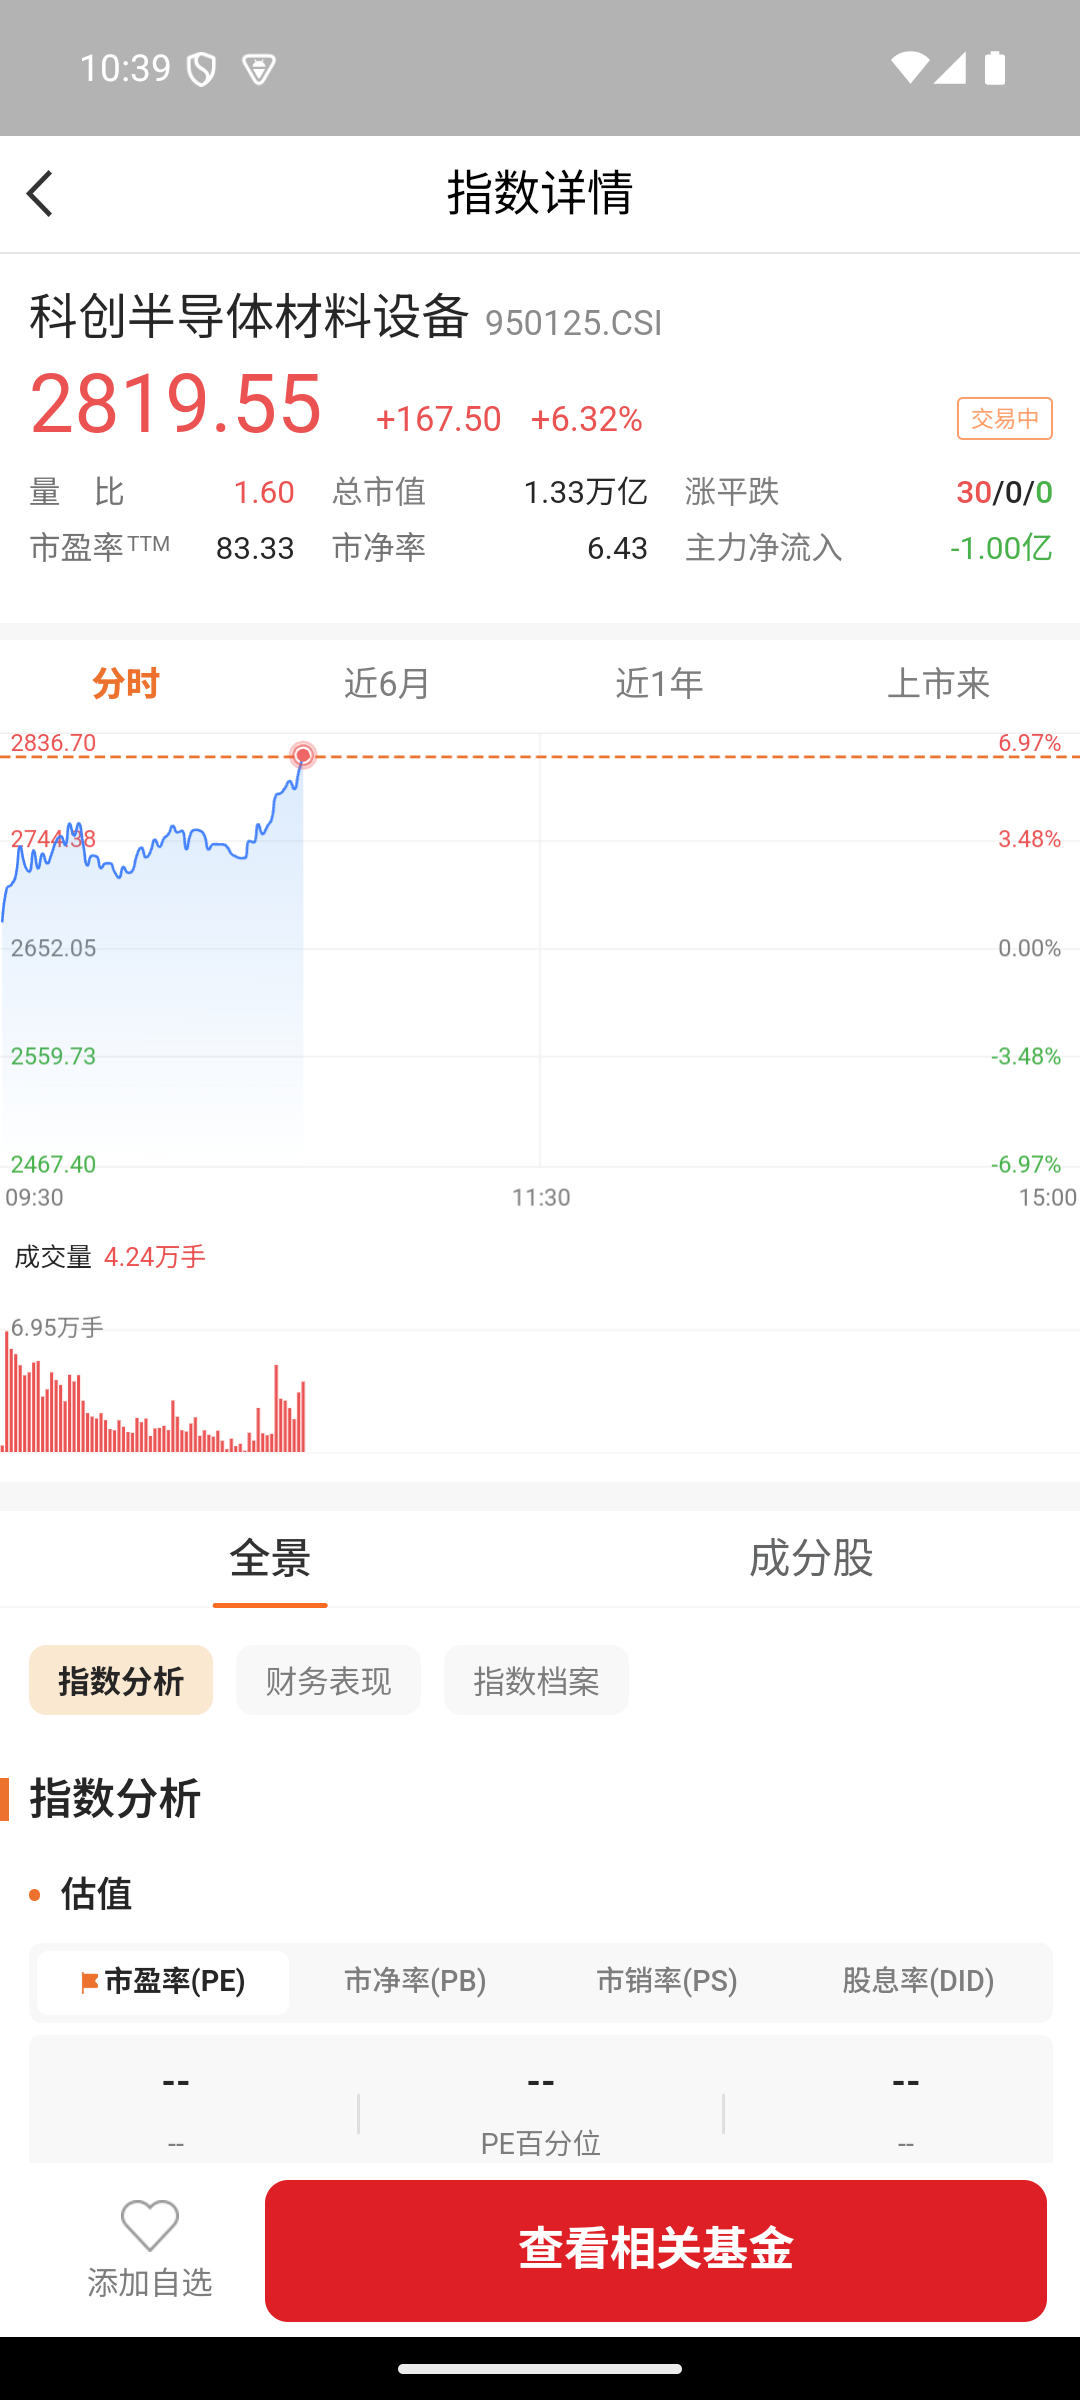 10:39
指数详情
科创半导体材料设备 950125.CSI
2819.55 +167.50 +6.32% 交易中
量 比 1.60 总市值 1.33万亿 涨平跌 30/0/0
市盈率TTM 83.33 市净率 6.43 主力净流入 -1.00亿
分时 近6月 近1年 上市来
2836.70 6.97%
2744.38 3.48%
2652.05 0.00%
2559.73 -3.48%
2467.40 -6.97%
09:30 11:30 15:00
成交量 4.24万手
6.95万手
全景 成分股
指数分析 财务表现 指数档案
指数分析
估值
市盈率(PE) 市净率(PB) 市销率(PS) 股息率(DID)
-- -- --
-- PE百分位 --
添加自选 查看相关基金